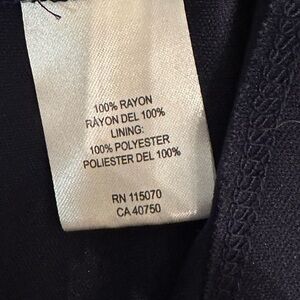 100% RAYON
RAYON DEL 100%
LINING:
100% POLYESTER
POLIESTER DEL 100%
RN 115070
CA 40750